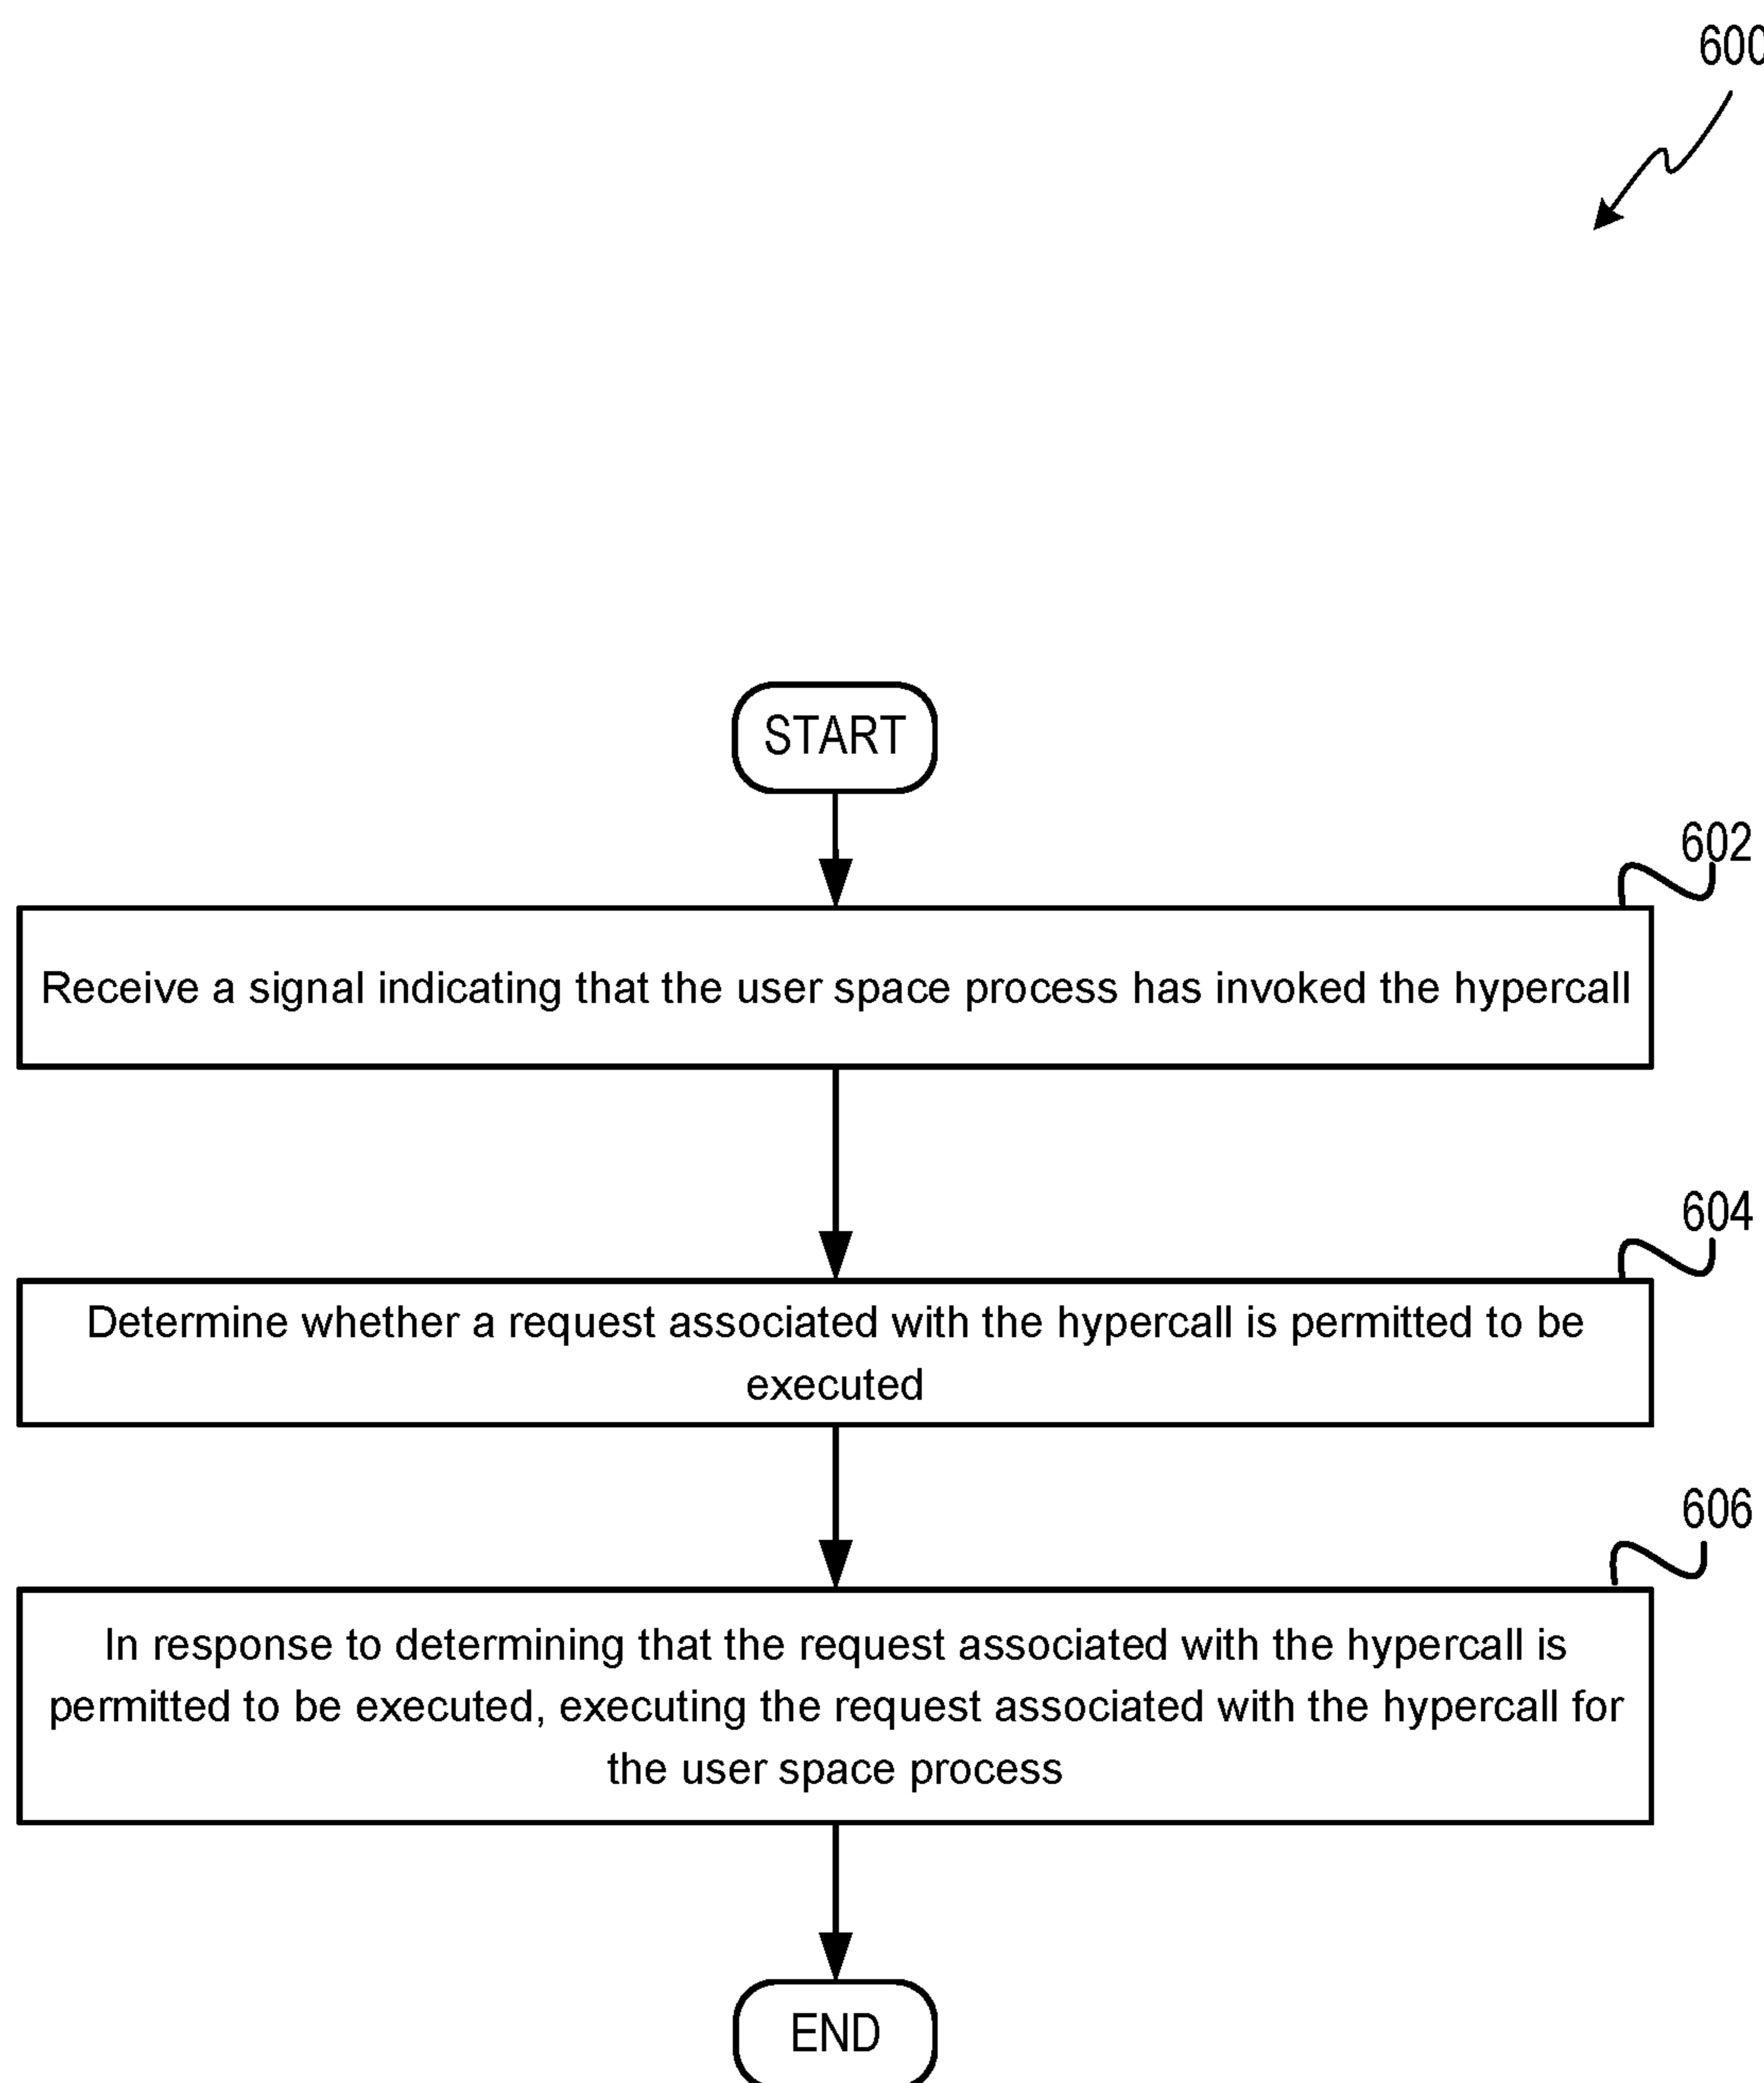 600
START
602
Receive a signal indicating that the user space process has invoked the hypercall
604
Determine whether a request associated with the hypercall is permitted to be
executed
606
In response to determining that the request associated with the hypercall is
permitted to be executed, executing the request associated with the hypercall for
the user space process
END